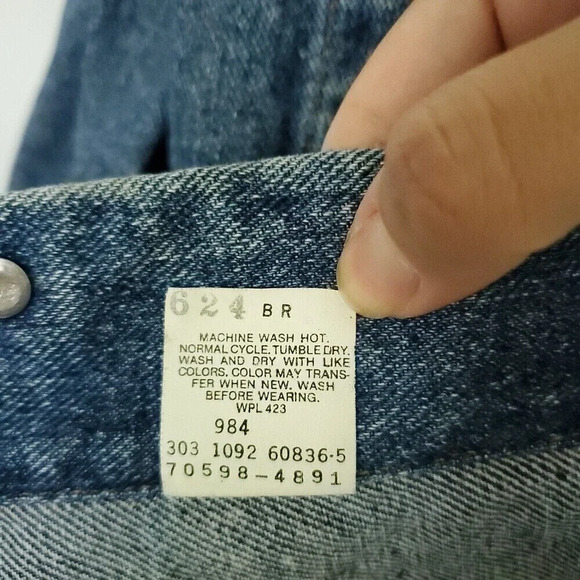 624 BR
MACHINE WASH HOT.
NORMAL CYCLE. TUMBLE DRY.
WASH AND DRY WITH LIKE
COLORS. COLOR MAY TRANS-
FER WHEN NEW. WASH
BEFORE WEARING.
WPL 423
984
303 1092 60836-5
70598-4891